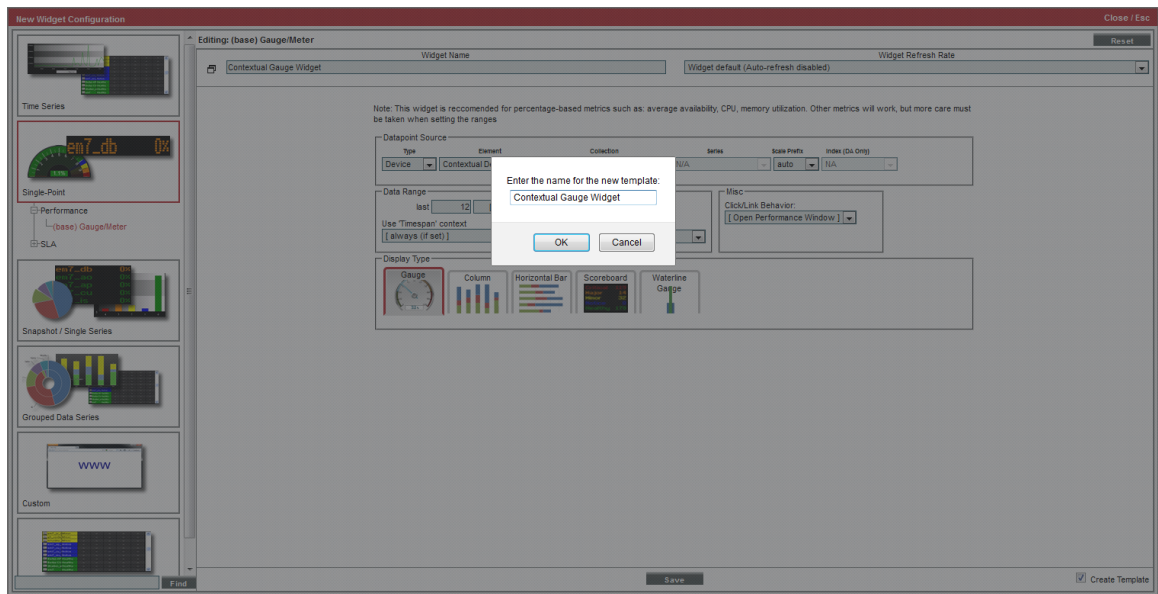 New Widget Configuration
Close / Esc
Editing: (base) Gauge/Meter
Reset
Widget Name
Widget Refresh Rate
Contextual Gauge Widget
Widget default (Auto-refresh disabled)
Time Series
em7_db 0%
Single-Point
Performance
(base) Gauge/Meter
SLA
Snapshot / Single Series
Grouped Data Series
www
Custom
Find
Note: This widget is reccomended for percentage-based metrics such as: average availability, CPU, memory utilization. Other metrics will work, but more care must
be taken when setting the ranges
Datapoint Source
Type
Element
Collection
Series
Scale Prefix
Index (DA Only)
Device
Contextual De
N/A
auto
NA
Data Range
last 12
Use 'Timespan' context
[ always (if set) ]
Misc
Click/Link Behavior:
[ Open Performance Window ]
Enter the name for the new template:
Contextual Gauge Widget
OK
Cancel
Display Type
Gauge
Column
Horizontal Bar
Scoreboard
Waterline
Gauge
Save
Create Template